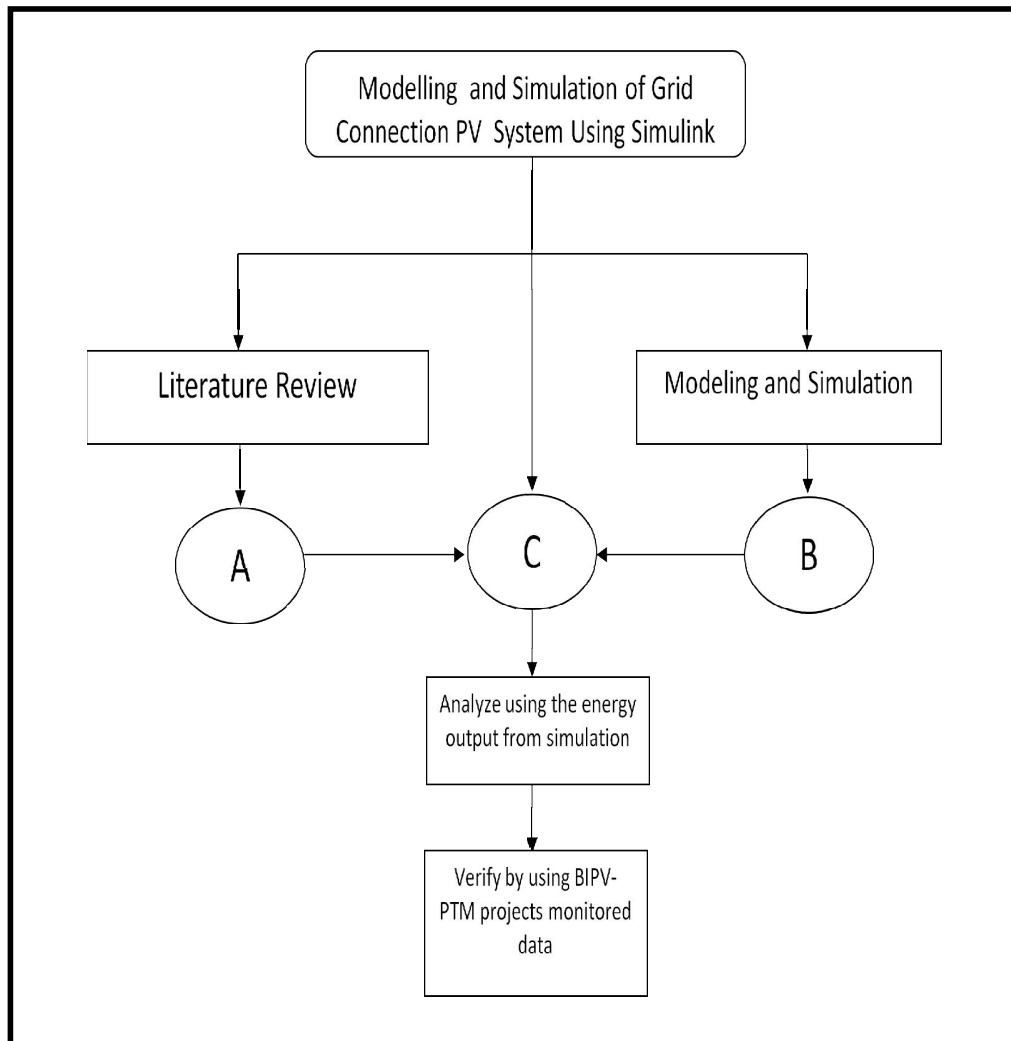 Modelling and Simulation of Grid
Connection PV System Using Simulink
Literature Review
Modeling and Simulation
A
C
B
Analyze using the energy
output from simulation
Verify by using BIPV-
PTM projects monitored
data